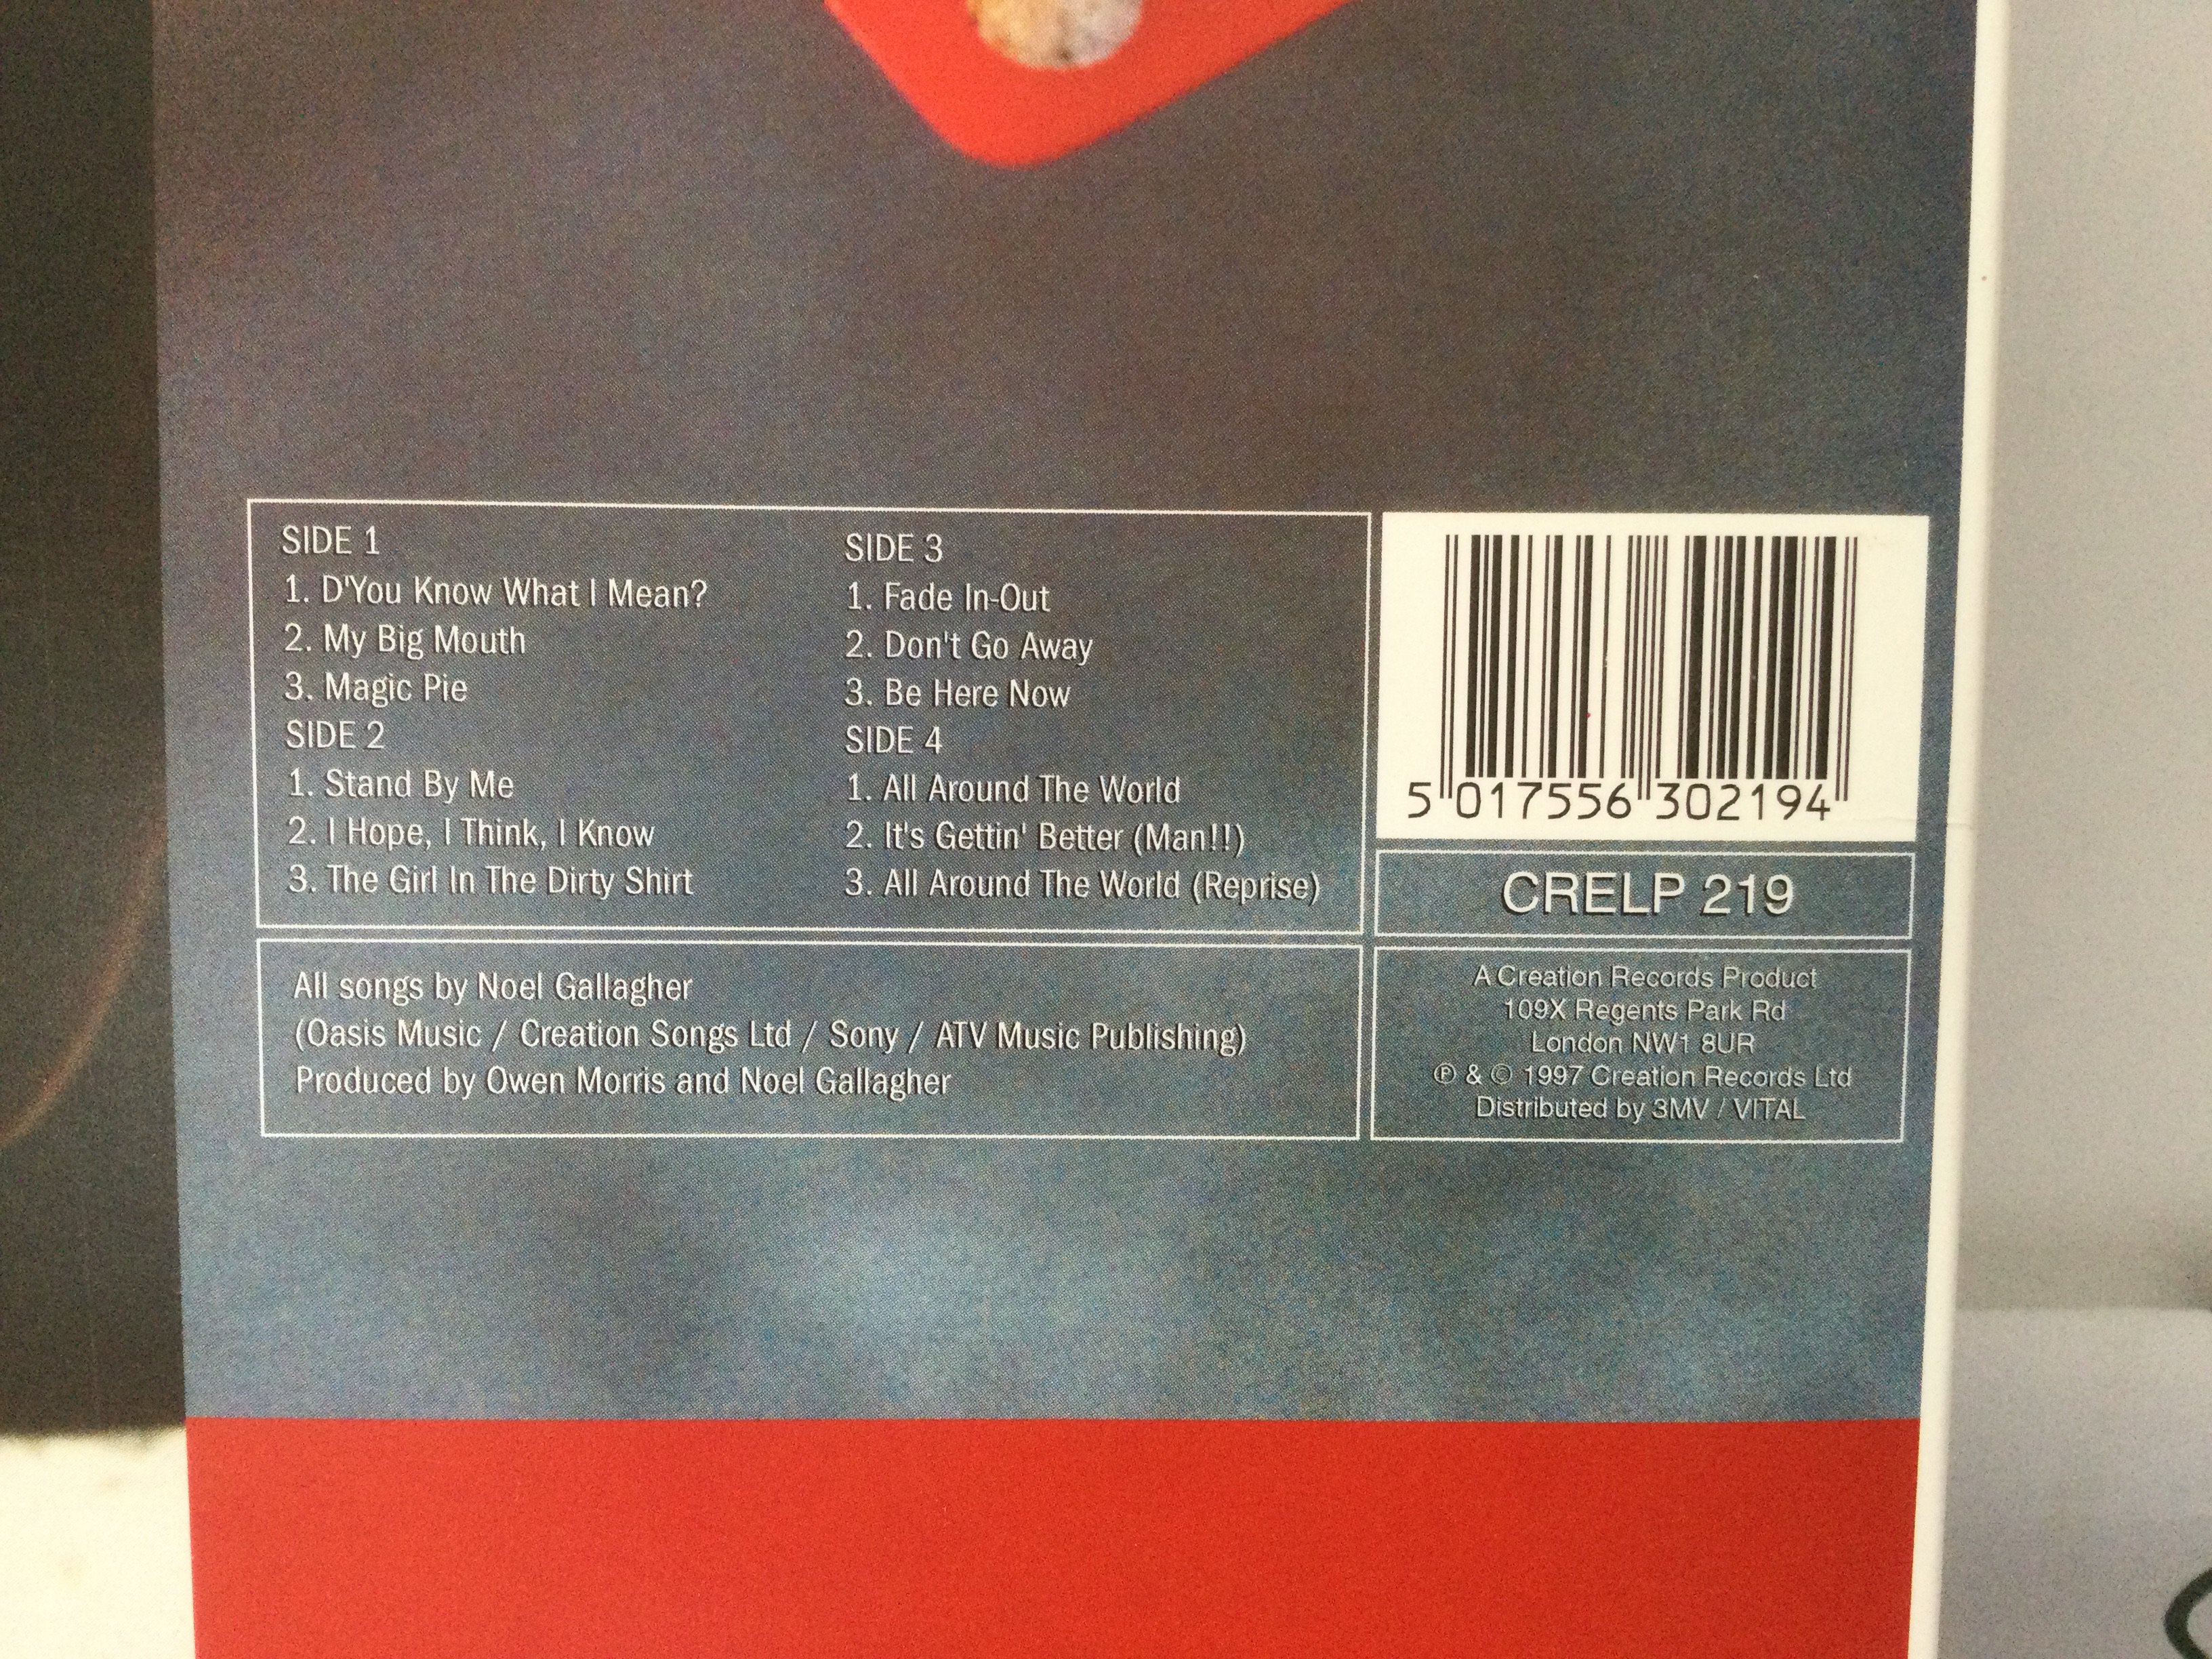 SIDE 1
1. D'You Know What I Mean?
2. My Big Mouth
3. Magic Pie
SIDE 2
1. Stand By Me
2. I Hope, I Think, I Know
3. The Girl In The Dirty Shirt
SIDE 3
1. Fade In-Out
2. Don't Go Away
3. Be Here Now
SIDE 4
1. All Around The World
2. It's Gettin' Better (Man!!)
3. All Around The World (Reprise)
All songs by Noel Gallagher
(Oasis Music / Creation Songs Ltd / Sony / ATV Music Publishing)
Produced by Owen Morris and Noel Gallagher
5 017556 302194
CRELP 219
A Creation Records Product
109X Regents Park Rd
London NW1 8UR
℗ & © 1997 Creation Records Ltd
Distributed by 3MV / VITAL